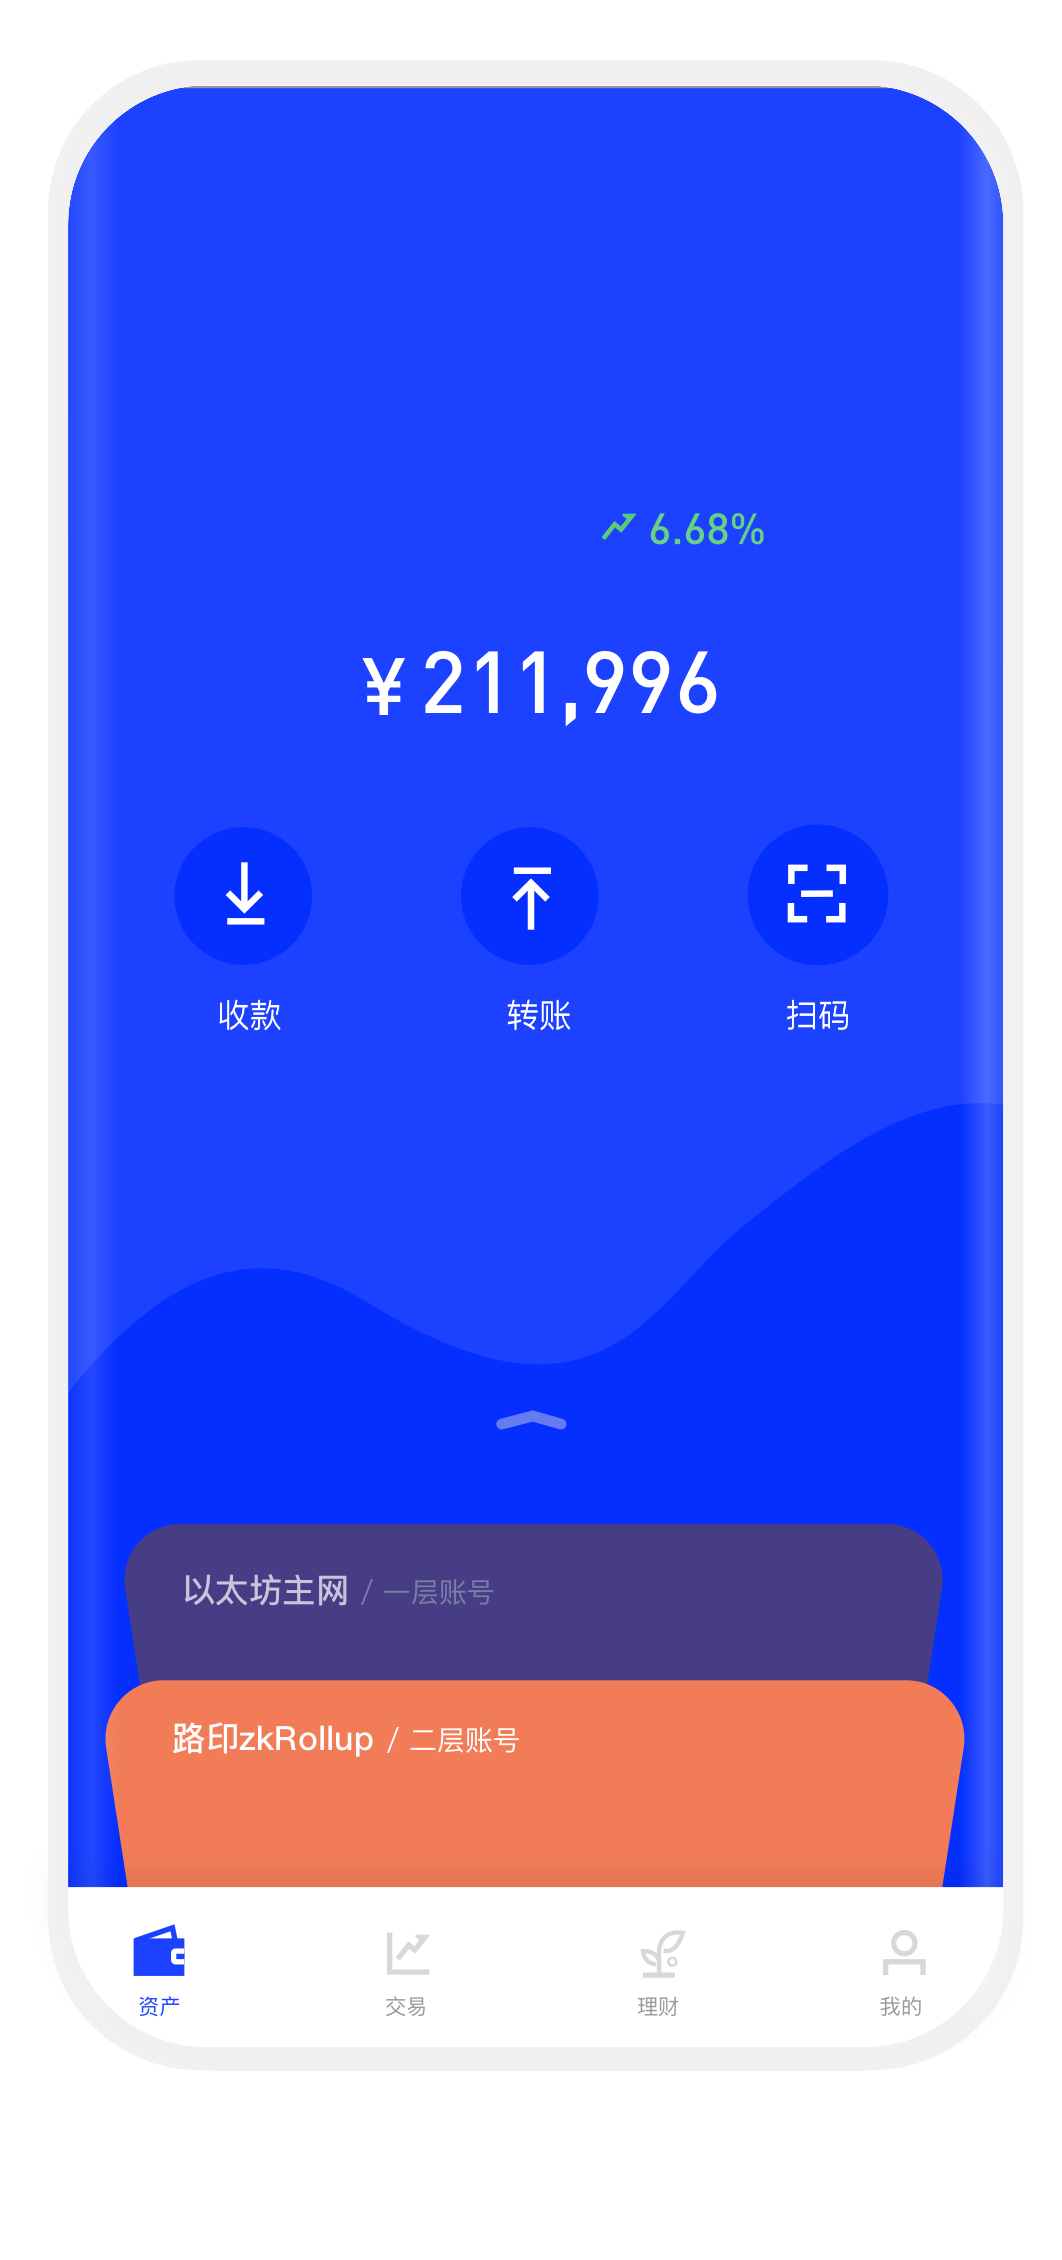 6.68%
¥211,996
收款 转账 扫码
以太坊主网 / 一层账号
路印zkRollup / 二层账号
资产 交易 理财 我的